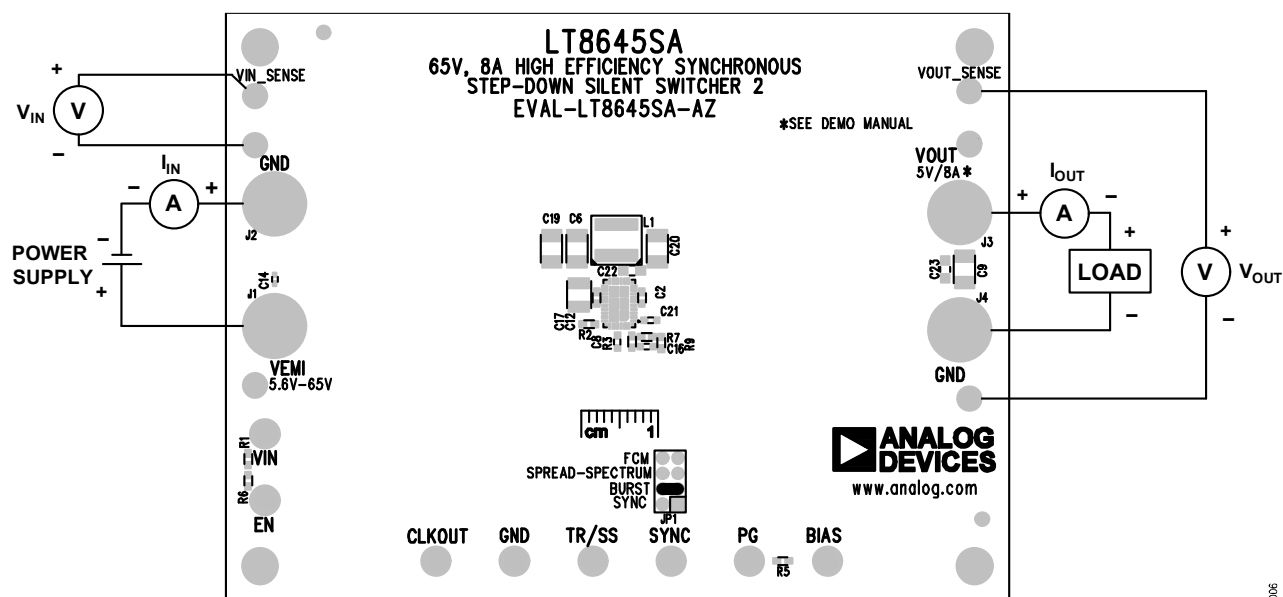 LT8645SA
65V, 8A HIGH EFFICIENCY SYNCHRONOUS
STEP-DOWN SILENT SWITCHER 2
EVAL-LT8645SA-AZ
*SEE DEMO MANUAL
VIN_SENSE
VOUT_SENSE
+
VIN
V
–
GND
IIN
–
A
+
J2
–
POWER
SUPPLY
+
C14
J1
VEMI
5.6V-65V
R1
VIN
R6
EN
C19
C6
L1
C20
C22
C2
C17
C12
C21
R2
C8
R3
R7
C16
R9
cm
1
FCM
SPREAD-SPECTRUM
BURST
SYNC
JP1
CLKOUT
GND
TR/SS
SYNC
PG
R5
BIAS
VOUT
5V/8A*
J3
C23
C9
J4
GND
IOUT
+
A
–
+
LOAD
–
+
V
VOUT
–
ANALOG
DEVICES
www.analog.com
006